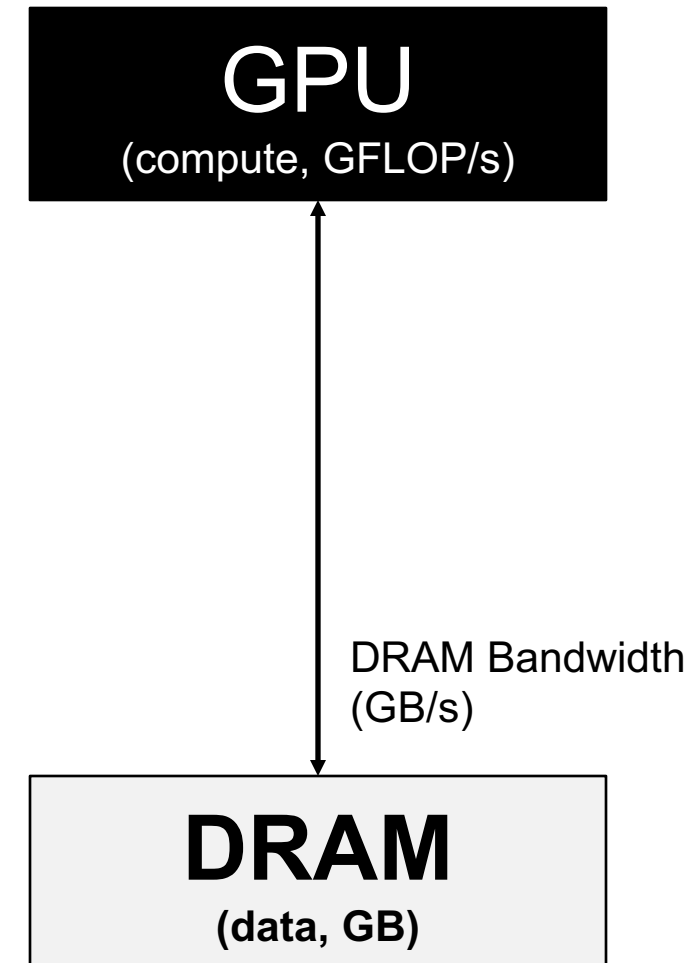 GPU
(compute, GFLOP/s)
DRAM Bandwidth
(GB/s)
DRAM
(data, GB)